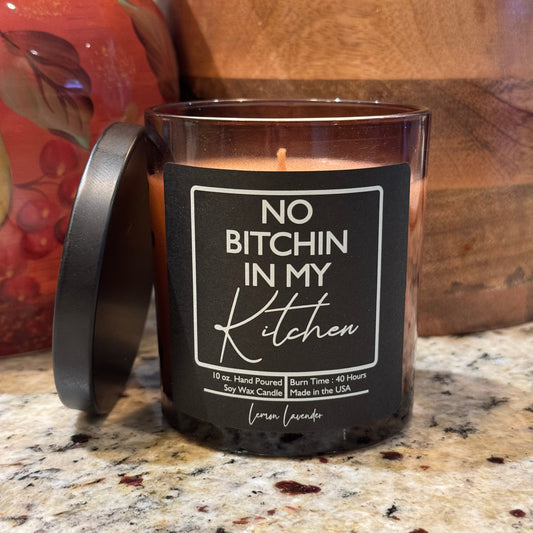 NO
BITCHIN
IN MY
Kitchen
10 oz. Hand Poured
Soy Wax Candle
Burn Time : 40 Hours
Made in the USA
Lemon Lavender